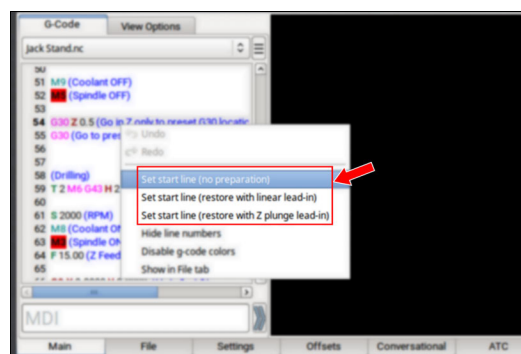 G-Code
View Options
Jack Stand.nc
50
51 M9 (Coolant OFF)
52 M5 (Spindle OFF)
53
54 G30 Z 0.5 (Go in Z only to preset G30 locatic
55 G30 (Go to pres
Undo
56
Redo
57
58 (Drilling)
Set start line (no preparation)
59 T 2 M6 G43 H 2
60
Set start line (restore with linear lead-in)
61 S 2000 (RPM)
Set start line (restore with Z plunge lead-in)
62 M8 (Coolant ON
63 M3 (Spindle ON
Hide line numbers
64 F 15.00 (Z Feed
Disable g-code colors
65
Show in File tab
MDI
Main
File
Settings
Offsets
Conversational
ATC